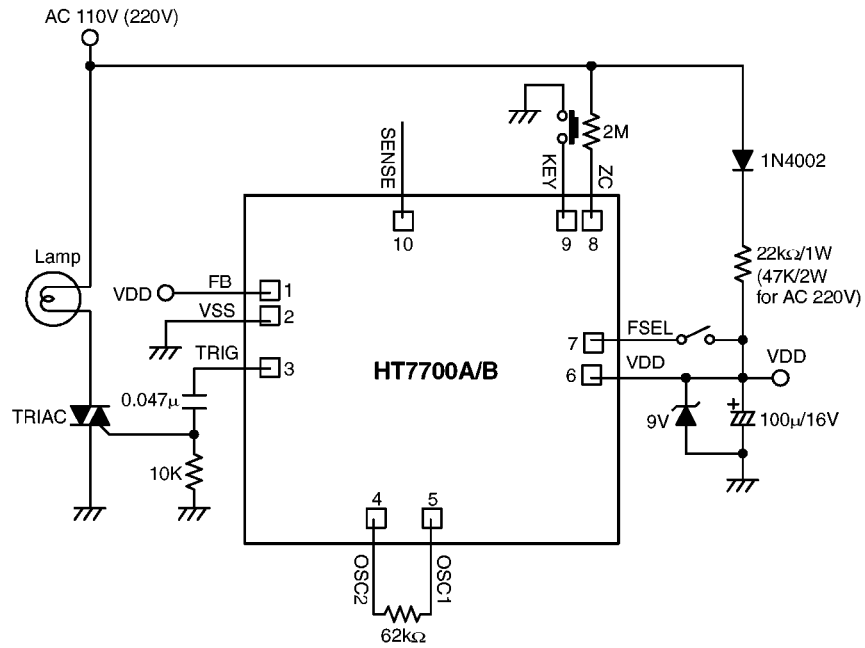 AC 110V (220V)
SENSE
KEY
2M
ZC
1N4002
10
9
8
Lamp
22kΩ/1W
(47K/2W
for AC 220V)
VDD
FB
1
VSS
2
TRIG
3
7
FSEL
HT7700A/B
6
VDD
VDD
0.047µ
TRIAC
9V
+
100µ/16V
10K
4
5
OSC2
OSC1
62kΩ